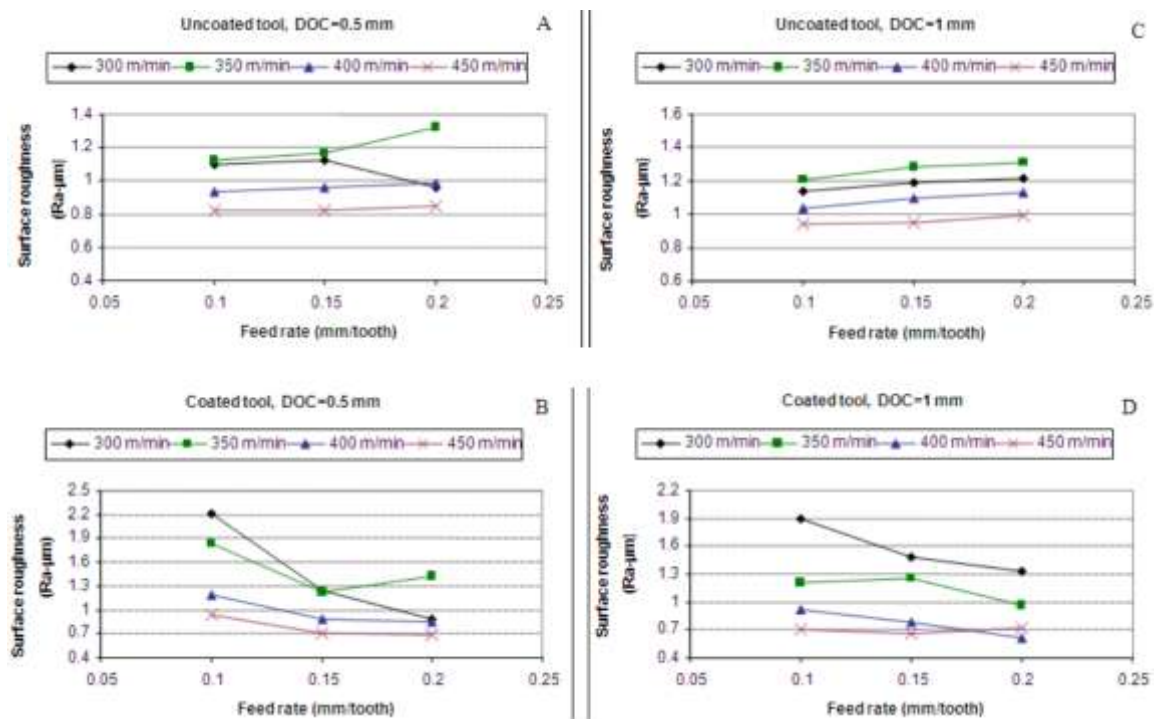 Uncoated tool, DOC=0.5 mm
A
300 m/min 350 m/min 400 m/min 450 m/min
Surface roughness
(Ra-µm)
1.4
1.2
1
0.8
0.6
0.4
0.05 0.1 0.15 0.2 0.25
Feed rate (mm/tooth)
Uncoated tool, DOC=1 mm
C
300 m/min 350 m/min 400 m/min 450 m/min
Surface roughness
(Ra-µm)
1.6
1.4
1.2
1
0.8
0.6
0.05 0.1 0.15 0.2 0.25
Feed rate (mm/tooth)
Coated tool, DOC=0.5 mm
B
300 m/min 350 m/min 400 m/min 450 m/min
Surface roughness
(Ra-µm)
2.5
2.2
1.9
1.6
1.3
1
0.7
0.4
0.05 0.1 0.15 0.2 0.25
Feed rate (mm/tooth)
Coated tool, DOC=1 mm
D
300 m/min 350 m/min 400 m/min 450 m/min
Surface roughness
(Ra-µm)
2.2
1.9
1.6
1.3
1
0.7
0.4
0.05 0.1 0.15 0.2 0.25
Feed rate (mm/tooth)